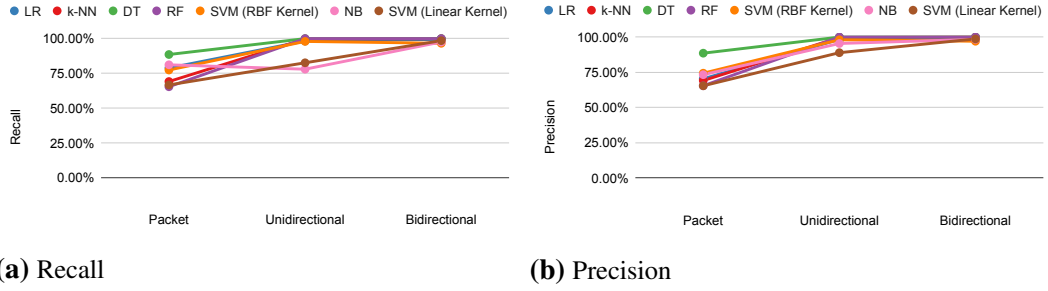 LR k-NN DT RF SVM (RBF Kernel) NB SVM (Linear Kernel)
100.00%
75.00%
50.00%
25.00%
0.00%
Recall
Packet Unidirectional Bidirectional
(a) Recall
LR k-NN DT RF SVM (RBF Kernel) NB SVM (Linear Kernel)
100.00%
75.00%
50.00%
25.00%
0.00%
Precision
Packet Unidirectional Bidirectional
(b) Precision